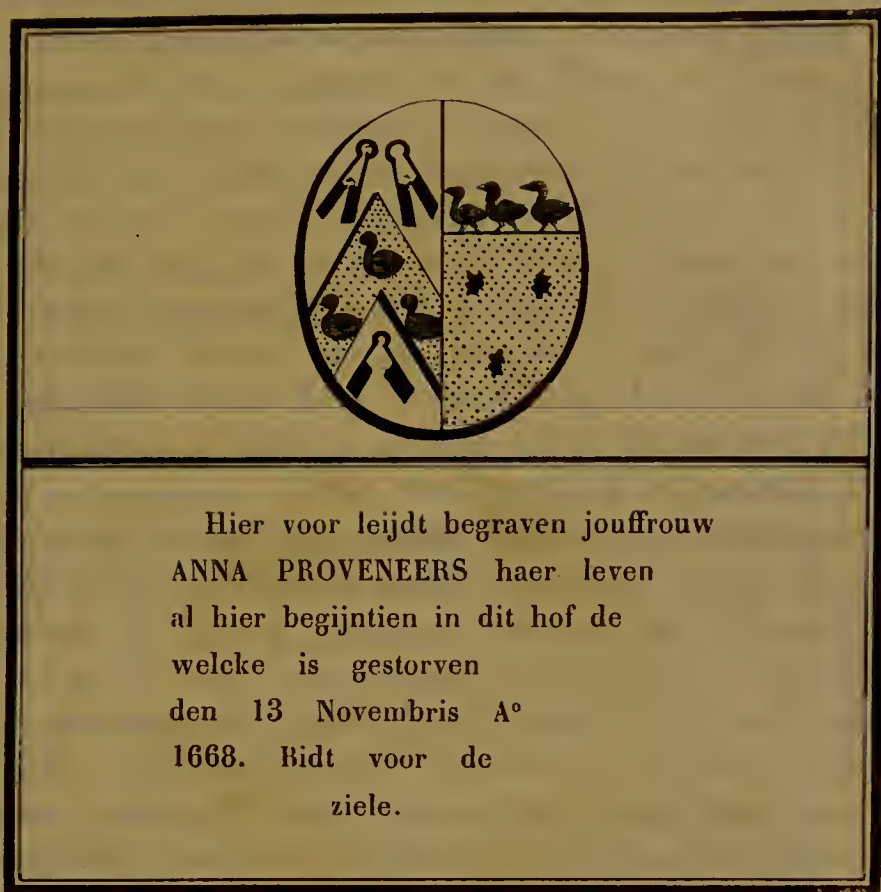 Hier voor leijdt begraven jouffrouw
ANNA PROVENEERS haer leven
al hier begijntien in dit hof de
welcke is gestorven
den 13 Novembris A°
1668. Bidt voor de
ziele.